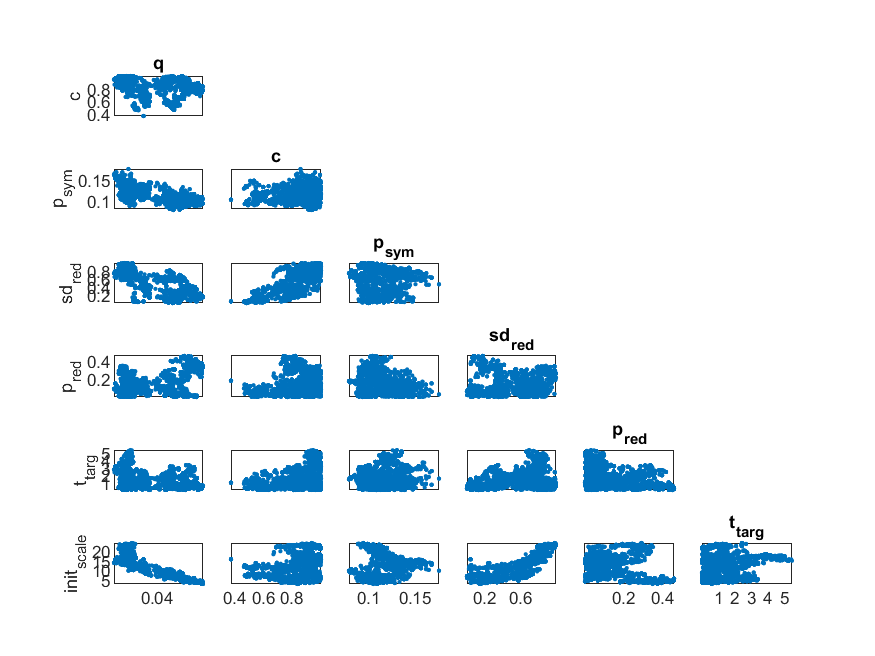 q
c
0.8
0.6
0.4
c
p_sym
0.15
0.1
p_sym
sd_red
0.8
0.6
0.4
0.2
sd_red
p_red
0.4
0.2
p_red
t_targ
5
4
3
2
1
t_targ
init_scale
20
15
10
5
0.04
0.4 0.6 0.8
0.1 0.15
0.2 0.6
0.2 0.4
1 2 3 4 5